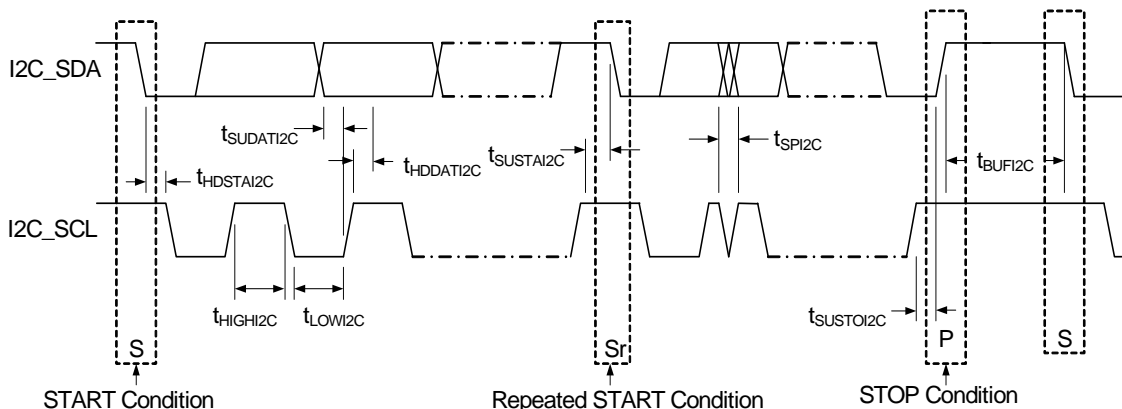 I2C_SDA
tSUDATI2C
tHDDATI2C
tSUSTAI2C
tSPI2C
tBUFI2C
tHDSTAI2C
I2C_SCL
tHIGHI2C
tLOWI2C
tSUSTOI2C
S
Sr
P
S
START Condition
Repeated START Condition
STOP Condition